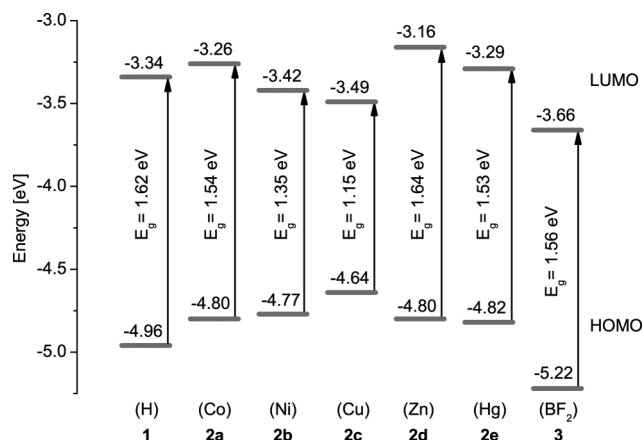 -3.0
-3.5
-4.0
-4.5
-5.0
Energy [eV]
LUMO
HOMO
-3.34
-3.26
-3.42
-3.49
-3.16
-3.29
-3.66
E_g = 1.62 eV
E_g = 1.54 eV
E_g = 1.35 eV
E_g = 1.15 eV
E_g = 1.64 eV
E_g = 1.53 eV
E_g = 1.56 eV
-4.96
-4.80
-4.77
-4.64
-4.80
-4.82
-5.22
(H) (Co) (Ni) (Cu) (Zn) (Hg) (BF₂)
1 2a 2b 2c 2d 2e 3